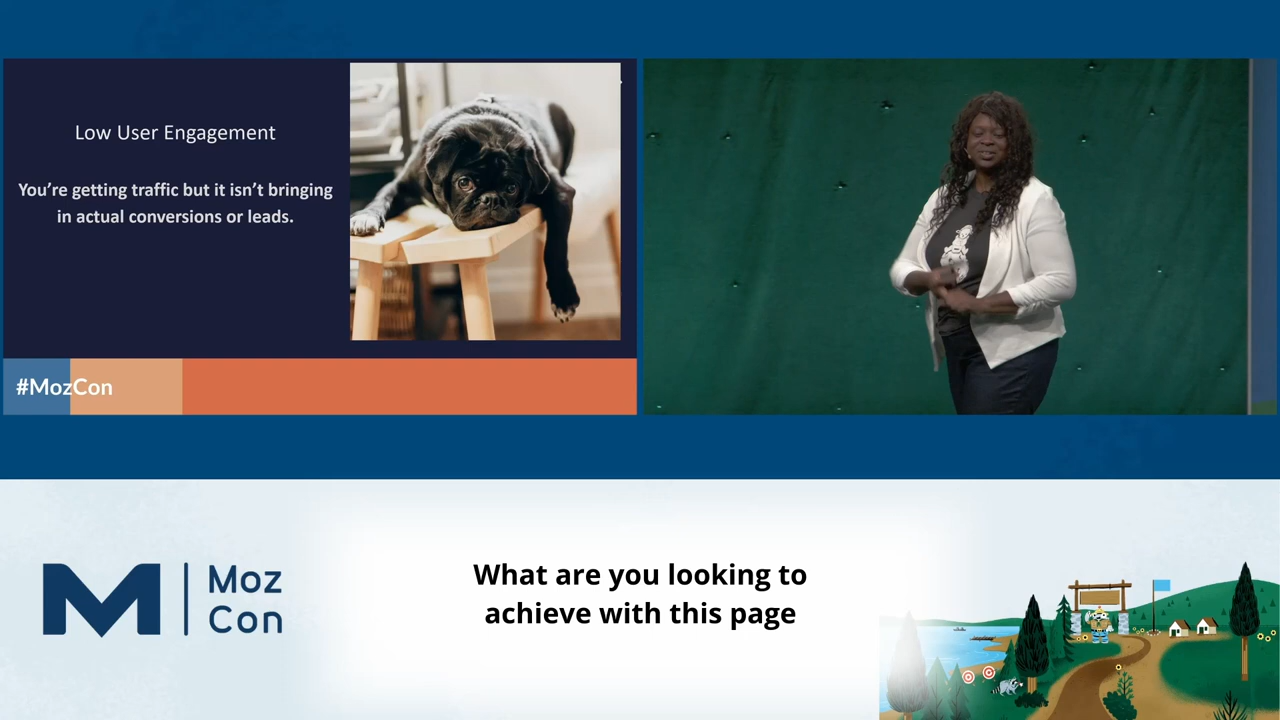 Low User Engagement
You're getting traffic but it isn't bringing
in actual conversions or leads.
#MozCon
Moz
Con
What are you looking to
achieve with this page